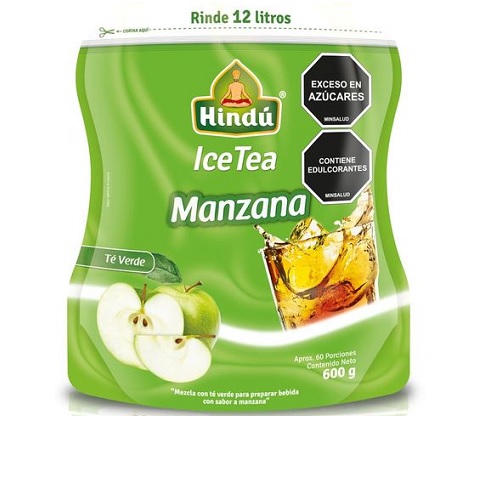 Rinde 12 litros
CORTAR AQUÍ
Hindú®
IceTea
Manzana
EXCESO EN
AZÚCARES
MINSALUD
CONTIENE
EDULCORANTES
MINSALUD
Té Verde
Aprox. 60 Porciones
Contenido Neto
600 g
"Mezcla con té verde para preparar bebida
con sabor a manzana"